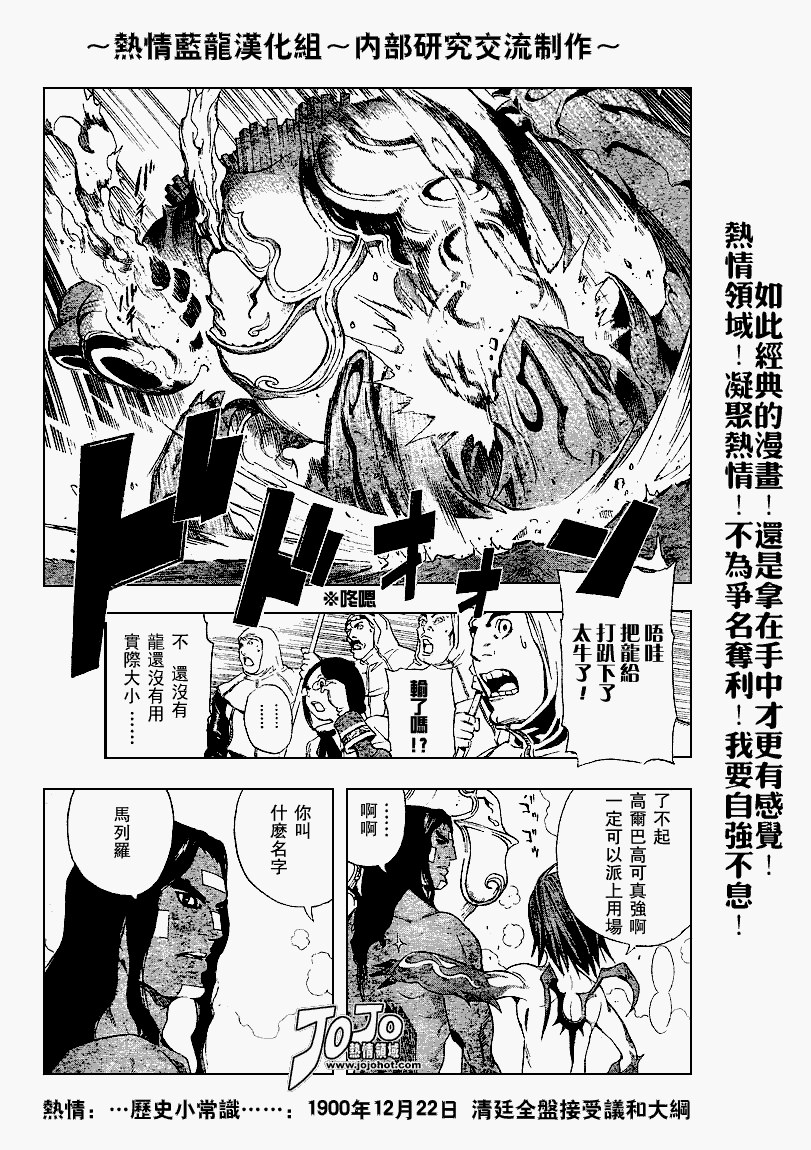 ～熱情藍龍漢化組～内部研究交流制作～
如此經典的漫畫！還是拿在手中才更有感覺！
熱情領域！凝聚熱情！不為爭名奪利！我要自強不息！
ドドオオン
※咚嗯
唔哇
把龍給
打趴下了
太牛了！
輸了嗎！？
……
不 還沒有
龍還沒有用
實際大小……
了不起
高爾巴高可真強啊
一定可以派上用場
……
啊啊
你叫
什麽名字
馬列羅
JOJO
熱情領域
www.jojohot.com
熱情：…歷史小常識……：1900年12月22日 清廷全盤接受議和大綱